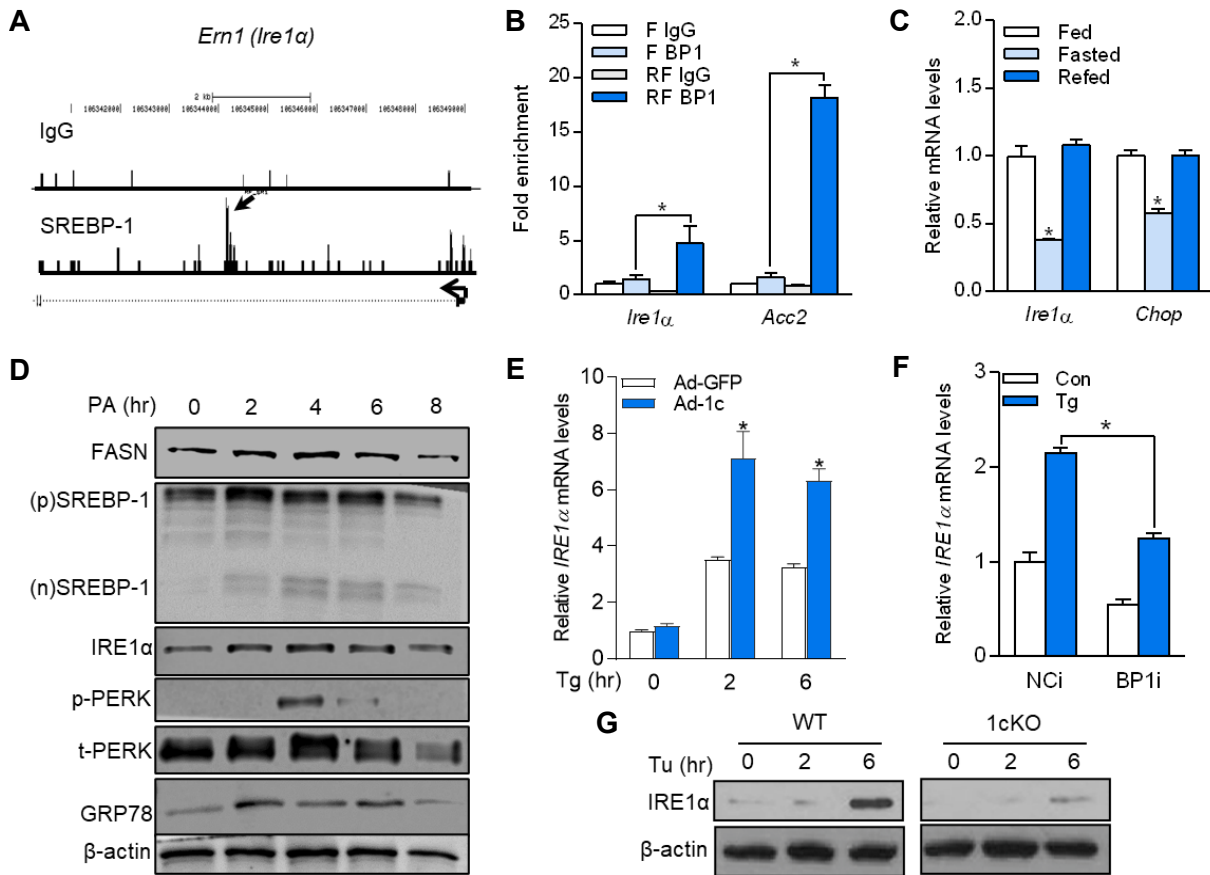 A
Ern1 (Ire1α)
2 kb
106342000| 106343000| 106344000| 106345000| 106346000| 106347000| 106348000| 106349000|
IgG
SREBP-1
B
F IgG
F BP1
RF IgG
RF BP1
Fold enrichment
25
20
15
10
5
0
*
*
Ire1α Acc2
C
Fed
Fasted
Refed
Relative mRNA levels
2.0
1.5
1.0
0.5
0.0
*
*
Ire1α Chop
D
PA (hr) 0 2 4 6 8
FASN
(p)SREBP-1
(n)SREBP-1
IRE1α
p-PERK
t-PERK
GRP78
β-actin
E
Ad-GFP
Ad-1c
Relative IRE1α mRNA levels
10
8
6
4
2
0
*
*
Tg (hr) 0 2 6
F
Con
Tg
Relative IRE1α mRNA levels
3
2
1
0
*
NCi BP1i
G
WT 1cKO
Tu (hr) 0 2 6 0 2 6
IRE1α
β-actin